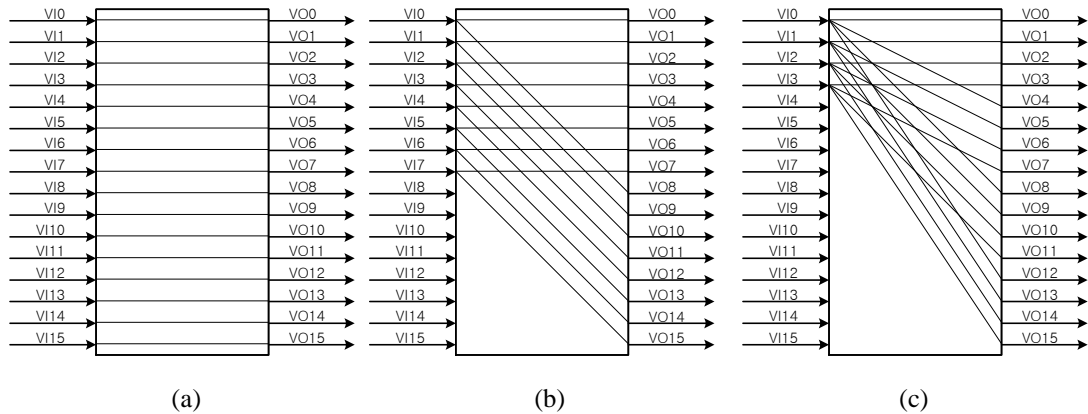 VI0 VO0 VI0 VO0 VI0 VO0
VI1 VO1 VI1 VO1 VI1 VO1
VI2 VO2 VI2 VO2 VI2 VO2
VI3 VO3 VI3 VO3 VI3 VO3
VI4 VO4 VI4 VO4 VI4 VO4
VI5 VO5 VI5 VO5 VI5 VO5
VI6 VO6 VI6 VO6 VI6 VO6
VI7 VO7 VI7 VO7 VI7 VO7
VI8 VO8 VI8 VO8 VI8 VO8
VI9 VO9 VI9 VO9 VI9 VO9
VI10 VO10 VI10 VO10 VI10 VO10
VI11 VO11 VI11 VO11 VI11 VO11
VI12 VO12 VI12 VO12 VI12 VO12
VI13 VO13 VI13 VO13 VI13 VO13
VI14 VO14 VI14 VO14 VI14 VO14
VI15 VO15 VI15 VO15 VI15 VO15
(a) (b) (c)